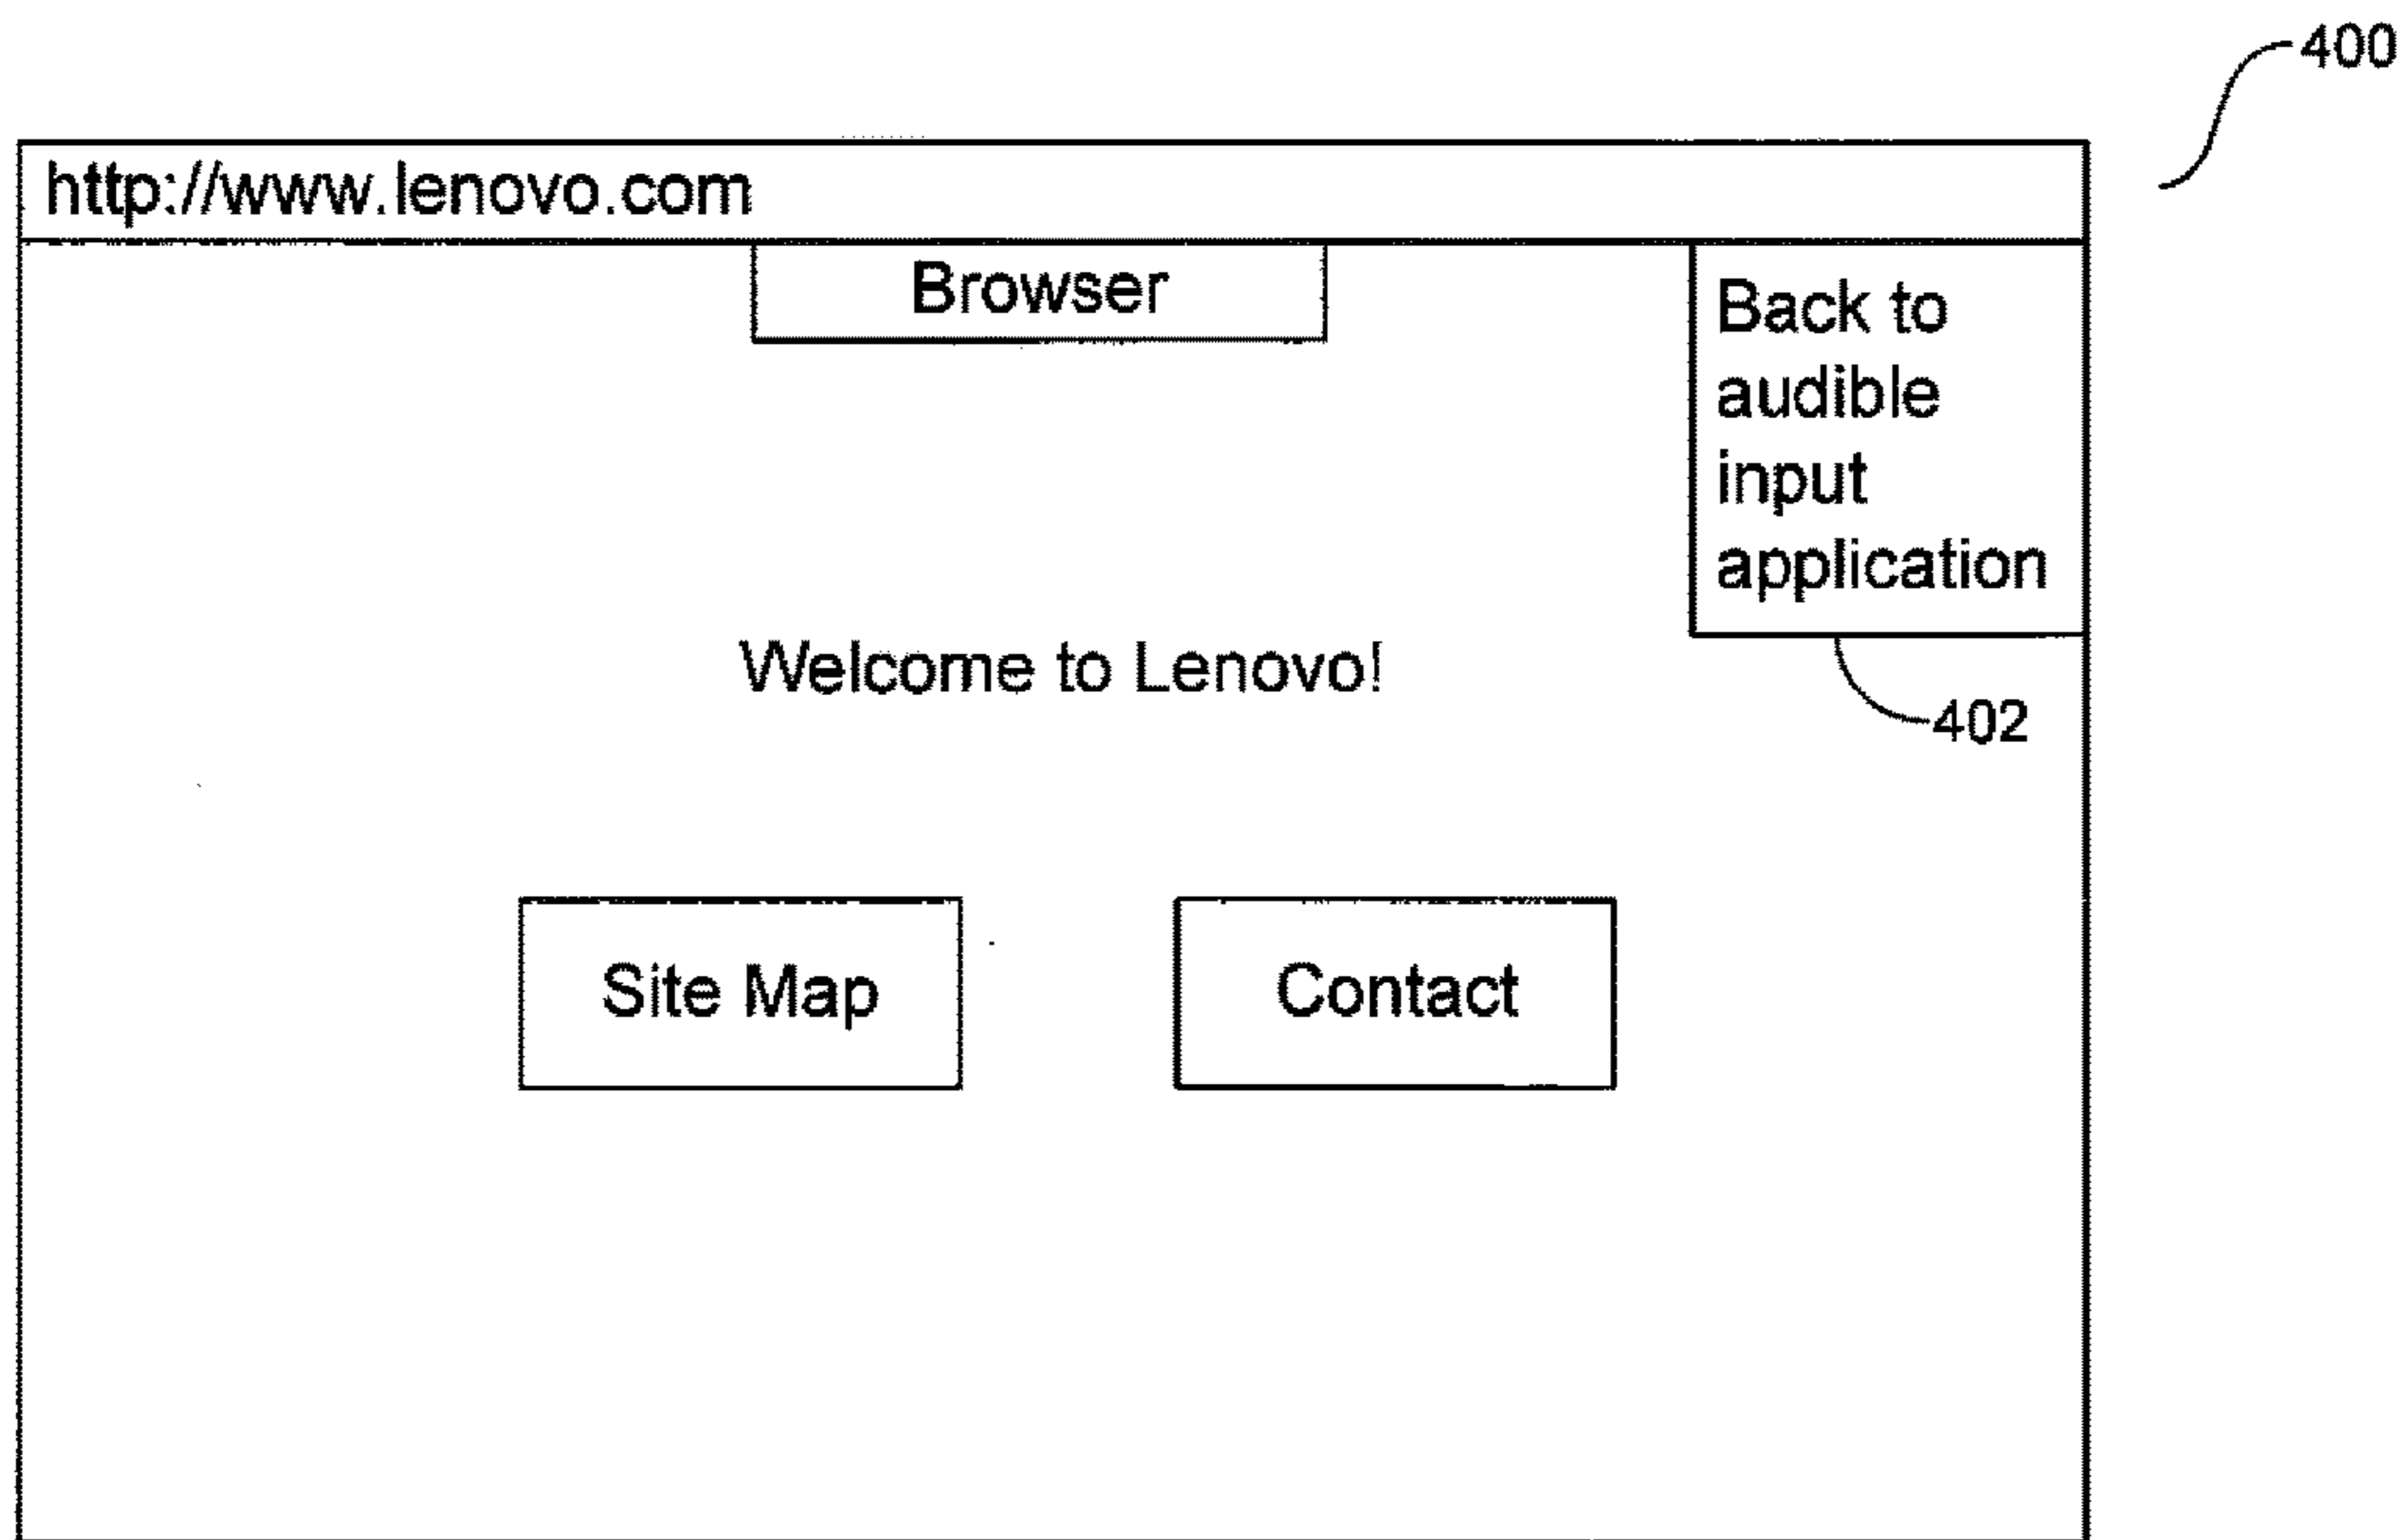 400
http://www.lenovo.com
Browser
Back to
audible
input
application
Welcome to Lenovo!
402
Site Map
Contact